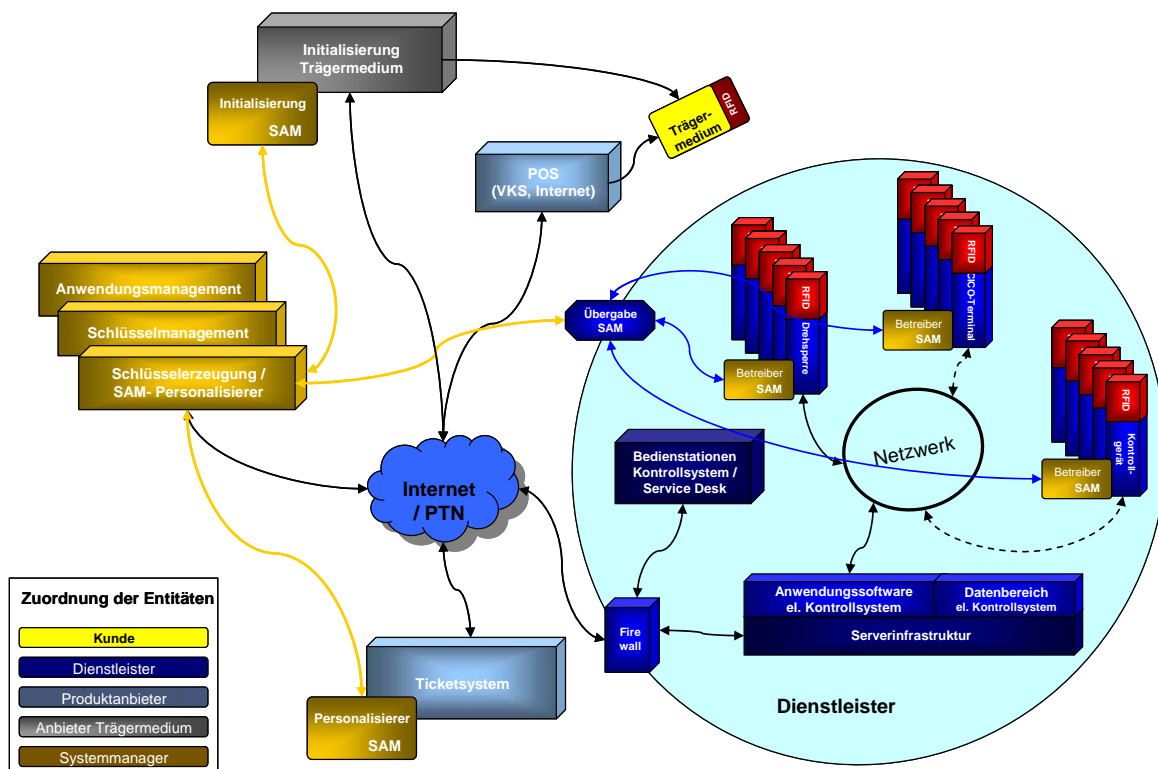 Initialisierung
Trägermedium
Initialisierung
SAM
RFID
Träger-
medium
POS
(VKS, Internet)
Anwendungsmanagement
Schlüsselmanagement
Schlüsselerzeugung /
SAM- Personalisierer
Übergabe
SAM
RFID
Drehsperre
Betreiber
SAM
RFID
CICO-Terminal
Betreiber
SAM
RFID
Kontroll-
gerät
Betreiber
SAM
Netzwerk
Bedienstationen
Kontrollsystem /
Service Desk
Internet
/ PTN
Anwendungssoftware
el. Kontrollsystem
Datenbereich
el. Kontrollsystem
Serverinfrastruktur
Fire
wall
Dienstleister
Ticketsystem
Personalisierer
SAM
Zuordnung der Entitäten
Kunde
Dienstleister
Produktanbieter
Anbieter Trägermedium
Systemmanager